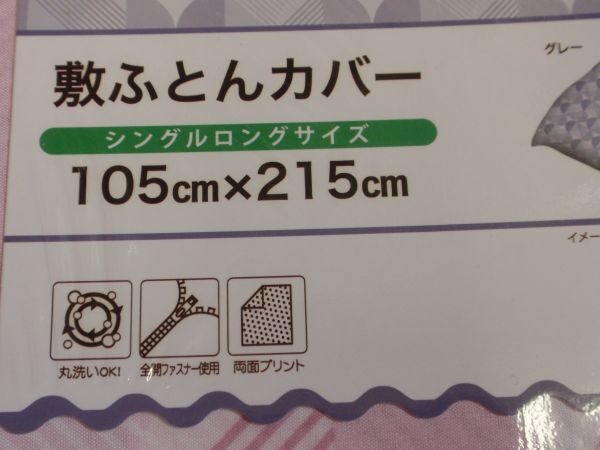 敷ふとんカバー
シングルロングサイズ
105cm×215cm
グレー
イメー
丸洗いOK!
全開ファスナー使用
両面プリント